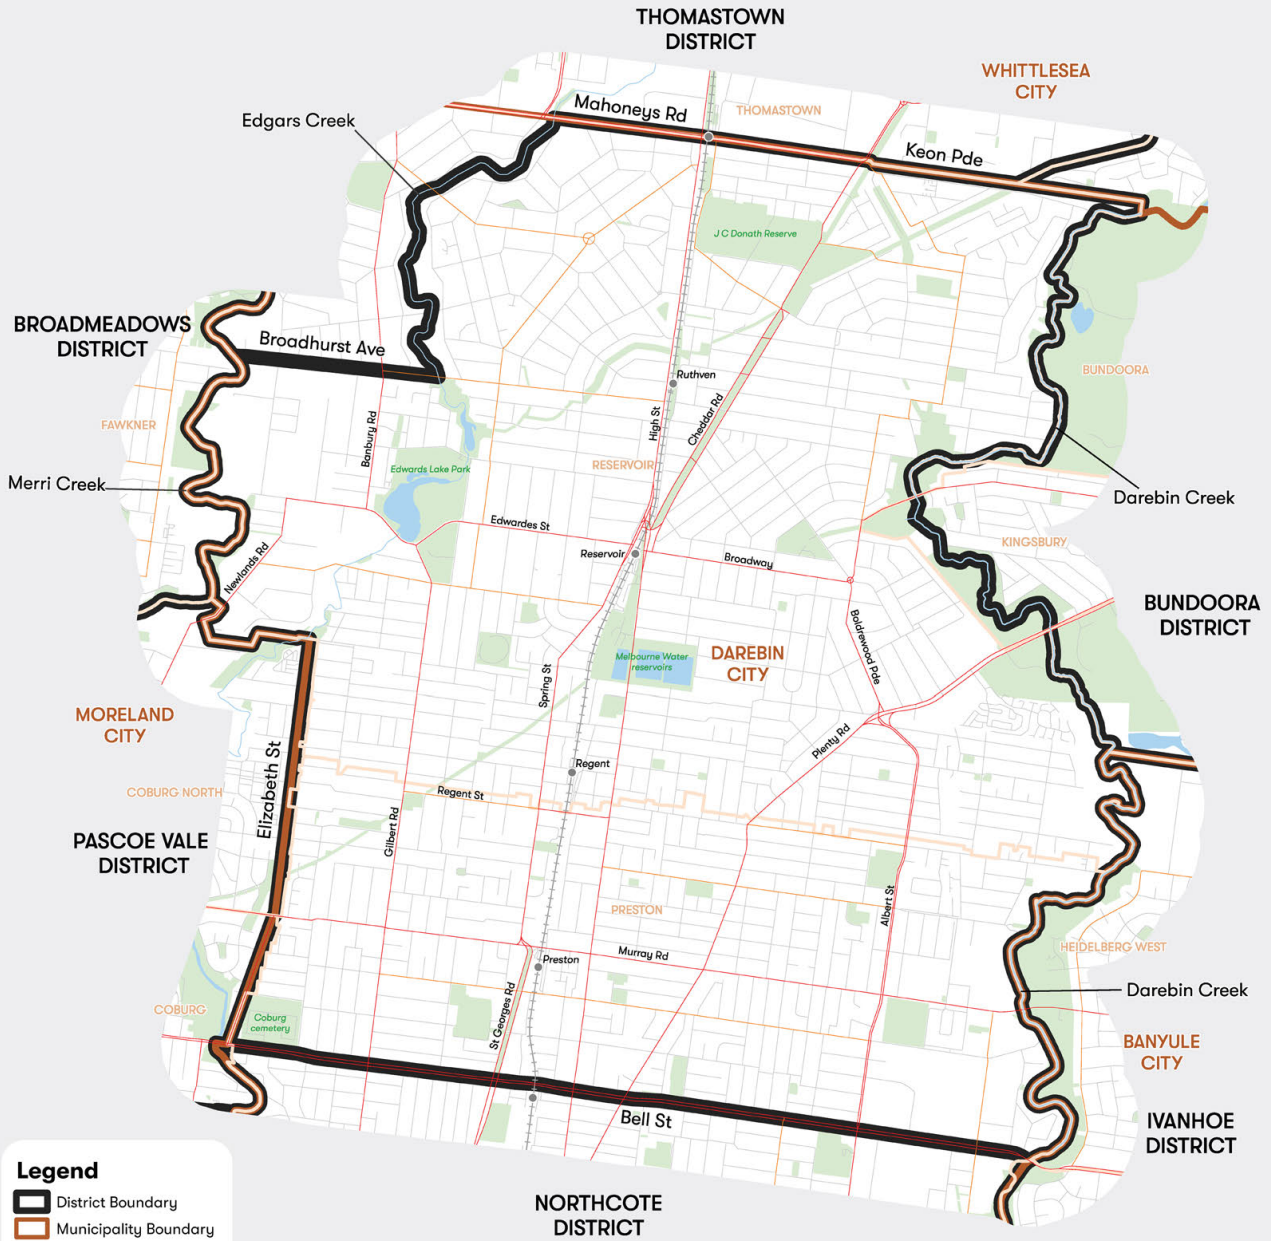 THOMASTOWN
DISTRICT
WHITTLESEA
CITY
Mahoneys Rd
THOMASTOWN
Edgars Creek
Keon Pde
J C Donath Reserve
BROADMEADOWS
DISTRICT
Broadhurst Ave
BUNDOORA
Ruthven
High St
Cheddar Rd
Banbury Rd
FAWKNER
RESERVOIR
Edwards Lake Park
Merri Creek
Darebin Creek
Edwardes St
KINGSBURY
Reservoir
Broadway
Newlands Rd
BUNDOORA
DISTRICT
Boldrewood Pde
Melbourne Water
reservoirs
DAREBIN
CITY
Spring St
MORELAND
CITY
Plenty Rd
Regent
Elizabeth St
COBURG NORTH
Regent St
Gilbert Rd
PASCOE VALE
DISTRICT
Albert St
PRESTON
HEIDELBERG WEST
Murray Rd
Preston
Darebin Creek
St Georges Rd
COBURG
Coburg
cemetery
BANYULE
CITY
Bell St
IVANHOE
DISTRICT
Legend
District Boundary
Municipality Boundary
NORTHCOTE
DISTRICT